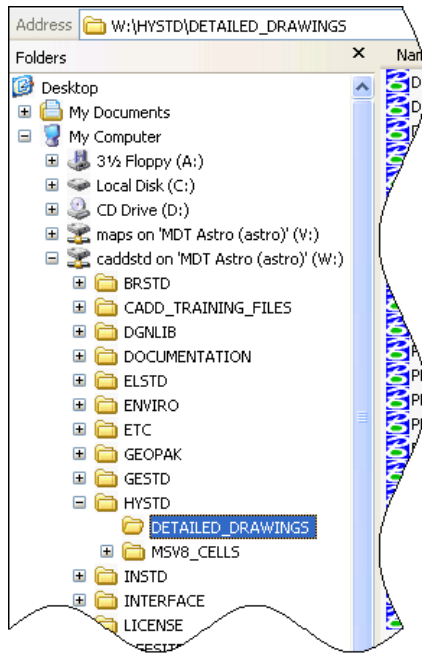 Address W:\HYSTD\DETAILED_DRAWINGS
Folders
Desktop
My Documents
My Computer
3½ Floppy (A:)
Local Disk (C:)
CD Drive (D:)
maps on 'MDT Astro (astro)' (V:)
caddstd on 'MDT Astro (astro)' (W:)
BRSTD
CADD_TRAINING_FILES
DGNLIB
DOCUMENTATION
ELSTD
ENVIRO
ETC
GEOPAK
GESTD
HYSTD
DETAILED_DRAWINGS
MSV8_CELLS
INSTD
INTERFACE
LICENSE